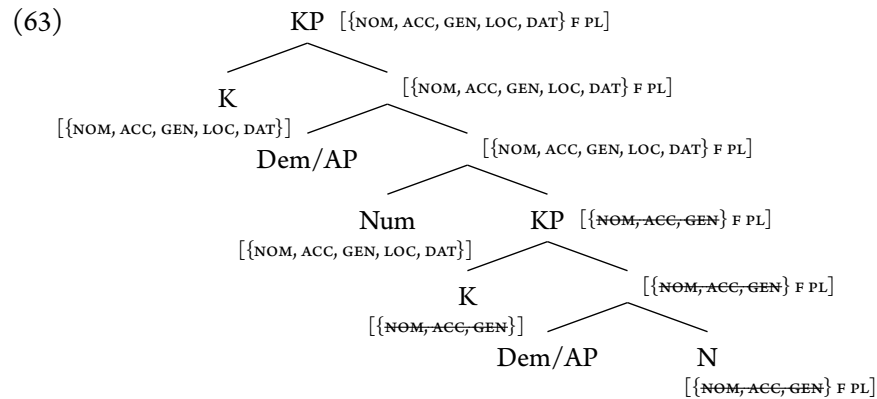 (63)
KP [{NOM, ACC, GEN, LOC, DAT} F PL]
K [{NOM, ACC, GEN, LOC, DAT} F PL]
[{NOM, ACC, GEN, LOC, DAT}]
Dem/AP [{NOM, ACC, GEN, LOC, DAT} F PL]
Num KP [{NOM, ACC, GEN} F PL]
[{NOM, ACC, GEN, LOC, DAT}]
K [{NOM, ACC, GEN} F PL]
[{NOM, ACC, GEN}]
Dem/AP N
[{NOM, ACC, GEN} F PL]